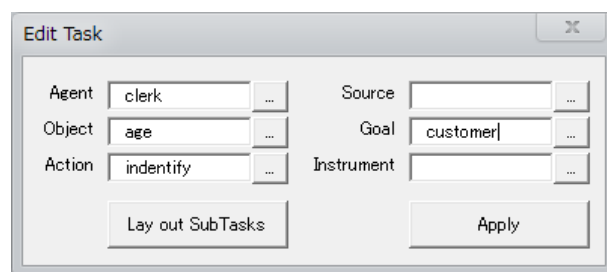 Edit Task
Agent clerk ... Source ...
Object age ... Goal customer ...
Action indentify ... Instrument ...
Lay out SubTasks Apply